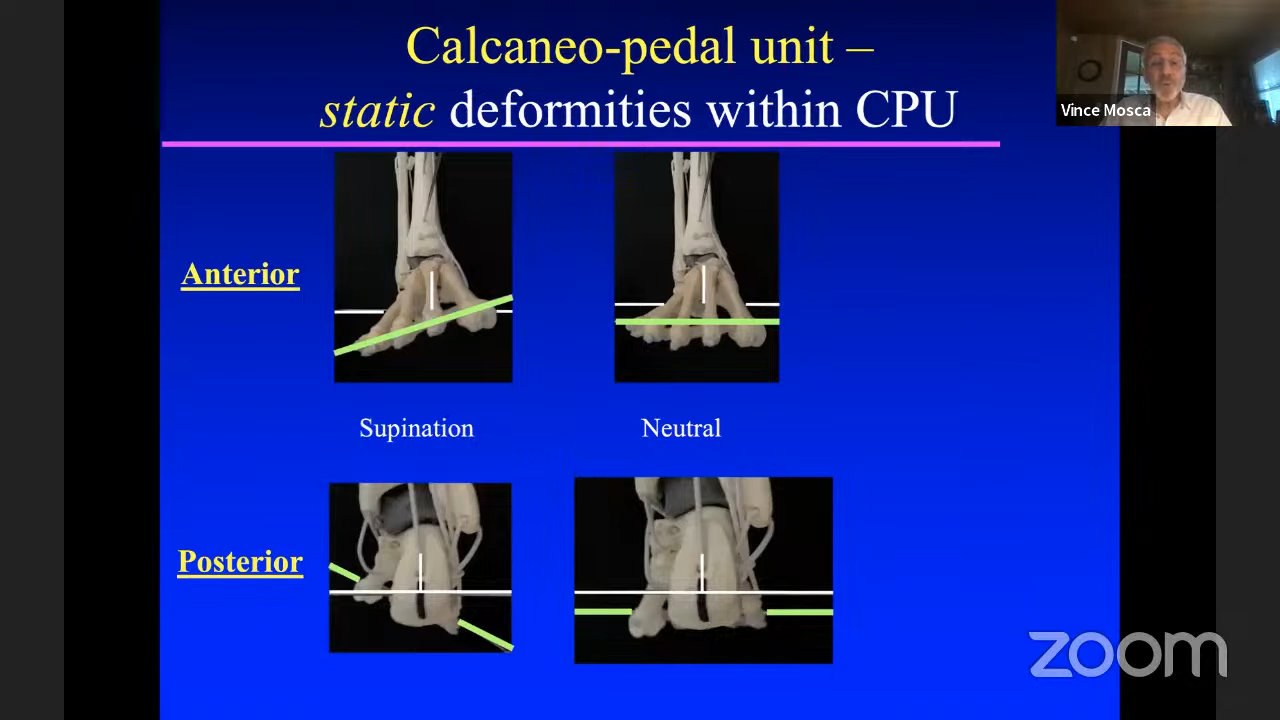 Calcaneo-pedal unit –
static deformities within CPU
Vince Mosca
Anterior
Supination
Neutral
Posterior
zoom